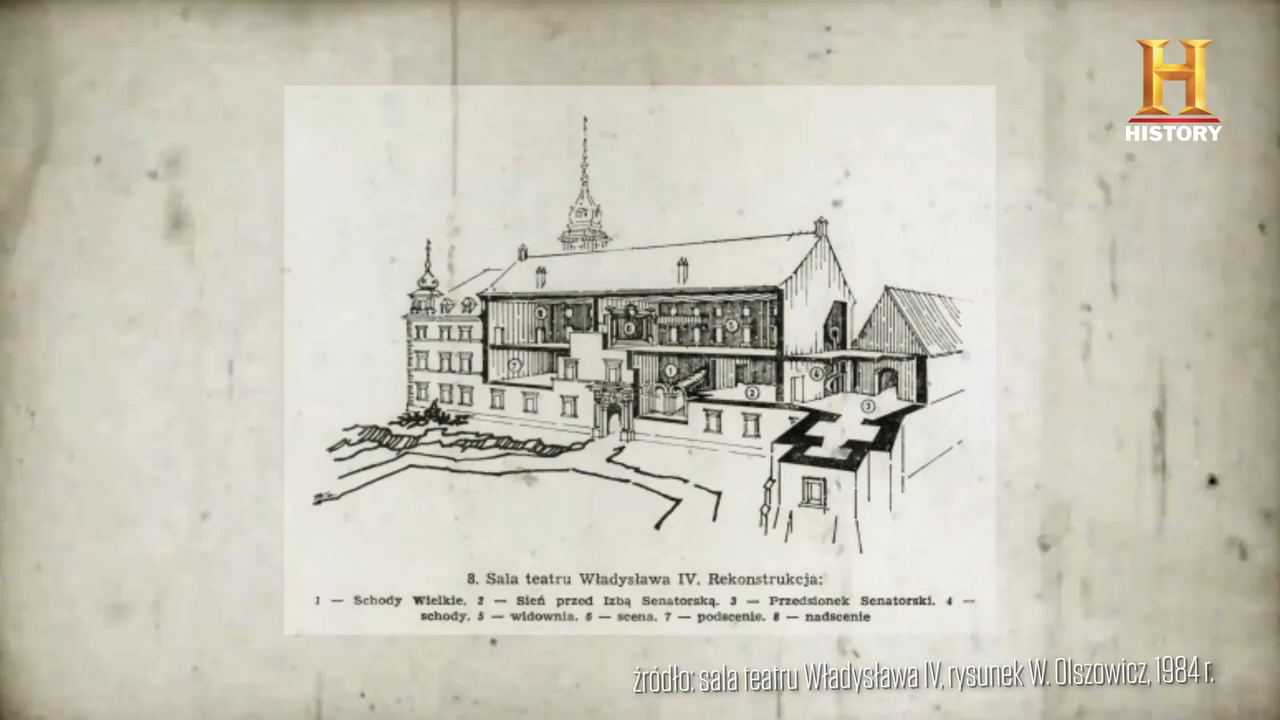 H
HISTORY
8. Sala teatru Władysława IV. Rekonstrukcja:
1 — Schody Wielkie. 2 — Sień przed Izbą Senatorską. 3 — Przedsionek Senatorski. 4 —
schody. 5 — widownia. 6 — scena. 7 — podscenie. 8 — nadscenie
źródło: sala teatru Władysława IV, rysunek W. Olszowicz, 1984 r.